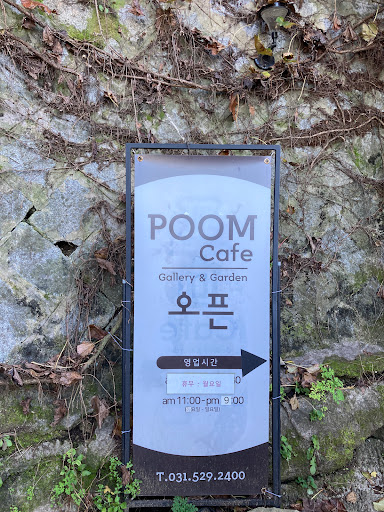 POOM
Cafe
Gallery & Garden
오픈
영업시간
휴무 - 월요일
am 11:00-pm 9:00
T.031.529.2400